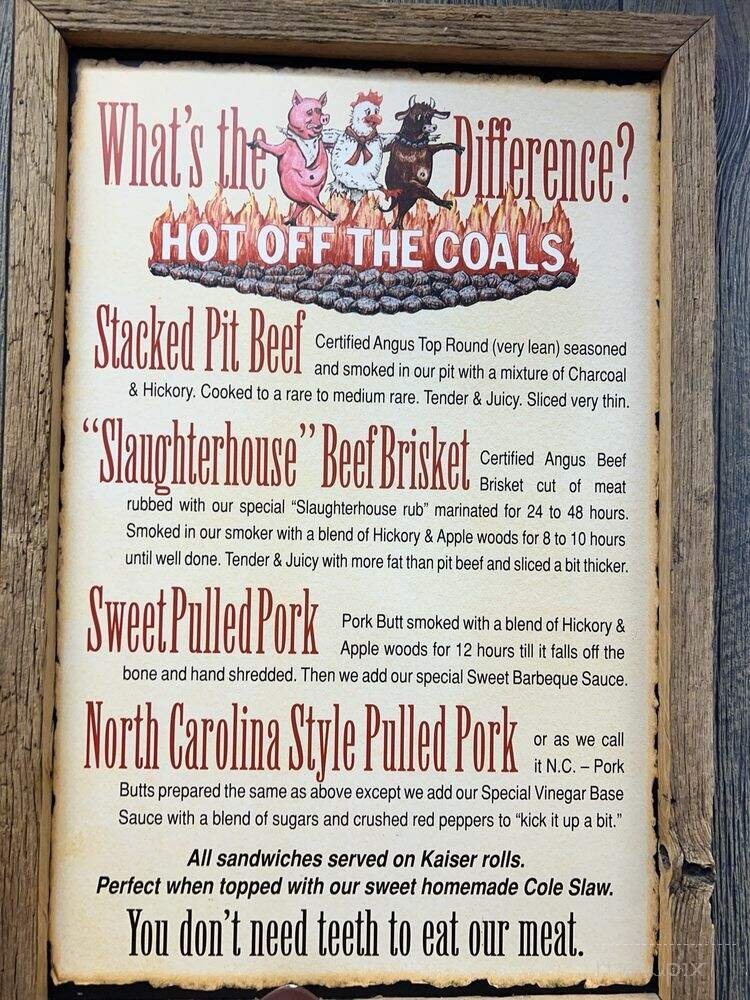 What's the Difference?
HOT OFF THE COALS
Stacked Pit Beef Certified Angus Top Round (very lean) seasoned
and smoked in our pit with a mixture of Charcoal
& Hickory. Cooked to a rare to medium rare. Tender & Juicy. Sliced very thin.
“Slaughterhouse” Beef Brisket Certified Angus Beef
Brisket cut of meat
rubbed with our special “Slaughterhouse rub” marinated for 24 to 48 hours.
Smoked in our smoker with a blend of Hickory & Apple woods for 8 to 10 hours
until well done. Tender & Juicy with more fat than pit beef and sliced a bit thicker.
Sweet Pulled Pork Pork Butt smoked with a blend of Hickory &
Apple woods for 12 hours till it falls off the
bone and hand shredded. Then we add our special Sweet Barbeque Sauce.
North Carolina Style Pulled Pork or as we call
it N.C. – Pork
Butts prepared the same as above except we add our Special Vinegar Base
Sauce with a blend of sugars and crushed red peppers to “kick it up a bit.”
All sandwiches served on Kaiser rolls.
Perfect when topped with our sweet homemade Cole Slaw.
You don't need teeth to eat our meat.